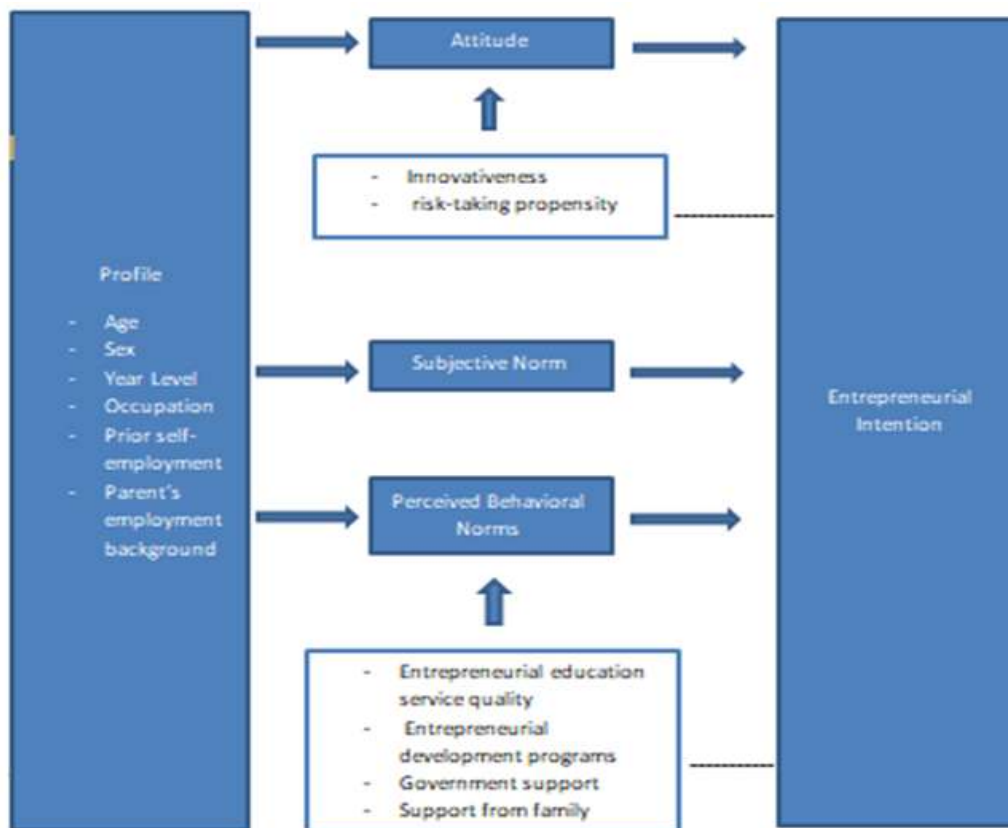 Profile
- Age
- Sex
- Year Level
- Occupation
- Prior self-
employment
- Parent's
employment
background
Attitude
- Innovativeness
- risk-taking propensity
Subjective Norm
Perceived Behavioral
Norms
- Entrepreneurial education
service quality
- Entrepreneurial
development programs
- Government support
- Support from family
Entrepreneurial
Intention